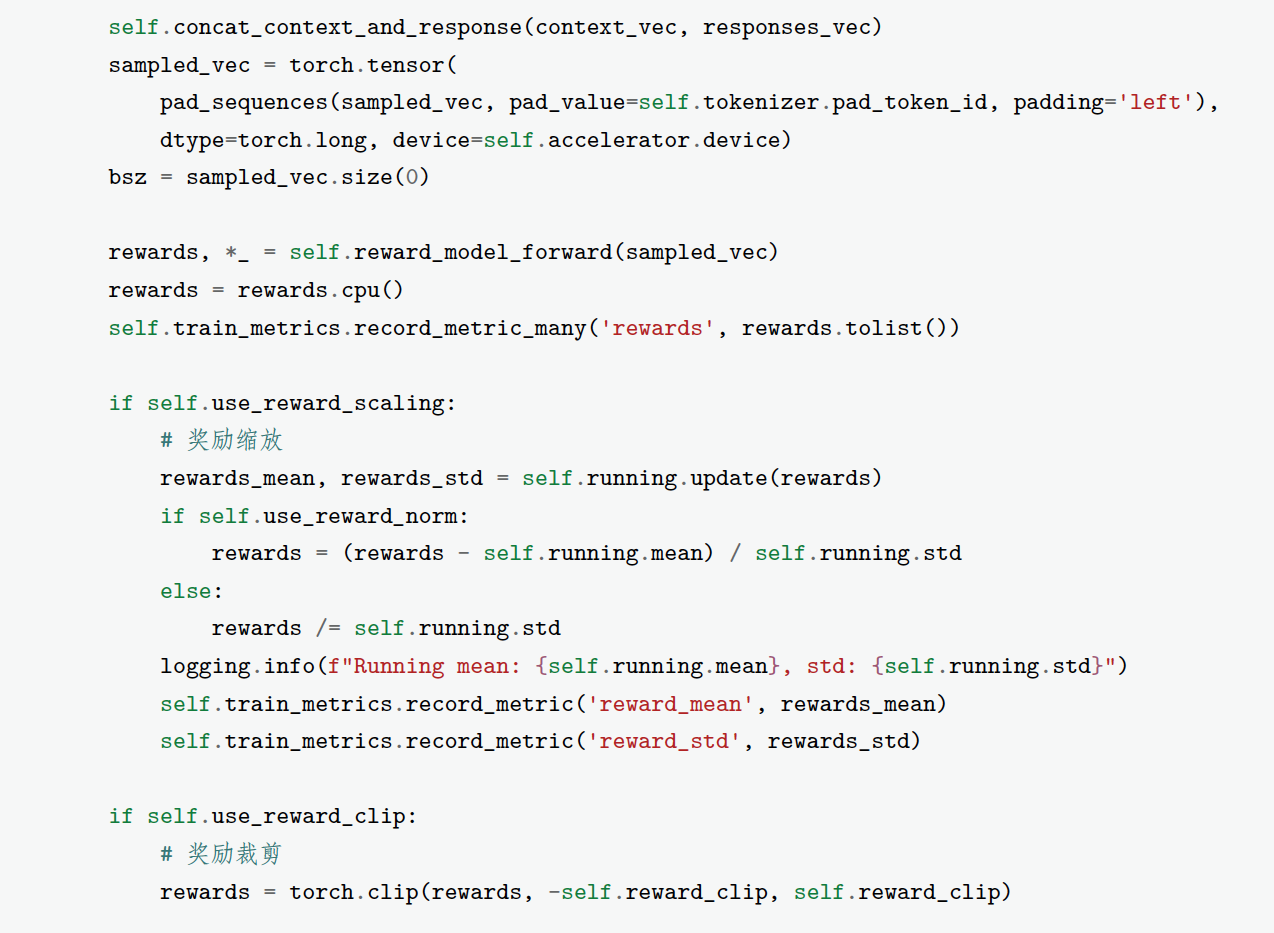 self.concat_context_and_response(context_vec, responses_vec)
sampled_vec = torch.tensor(
    pad_sequences(sampled_vec, pad_value=self.tokenizer.pad_token_id, padding='left'),
    dtype=torch.long, device=self.accelerator.device)
bsz = sampled_vec.size(0)

rewards, *_ = self.reward_model_forward(sampled_vec)
rewards = rewards.cpu()
self.train_metrics.record_metric_many('rewards', rewards.tolist())

if self.use_reward_scaling:
    # 奖励缩放
    rewards_mean, rewards_std = self.running.update(rewards)
    if self.use_reward_norm:
        rewards = (rewards - self.running.mean) / self.running.std
    else:
        rewards /= self.running.std
    logging.info(f"Running mean: {self.running.mean}, std: {self.running.std}")
    self.train_metrics.record_metric('reward_mean', rewards_mean)
    self.train_metrics.record_metric('reward_std', rewards_std)

if self.use_reward_clip:
    # 奖励裁剪
    rewards = torch.clip(rewards, -self.reward_clip, self.reward_clip)